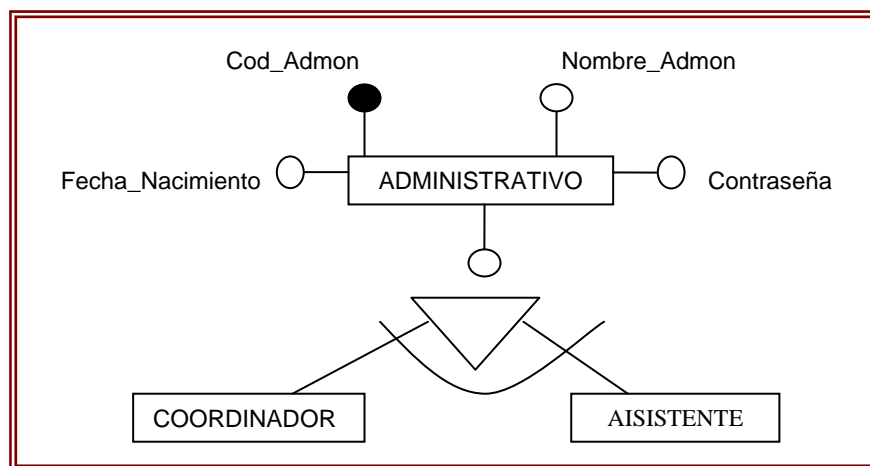 Cod_Admon
Nombre_Admon
Fecha_Nacimiento
ADMINISTRATIVO
Contraseña
COORDINADOR
AISISTENTE